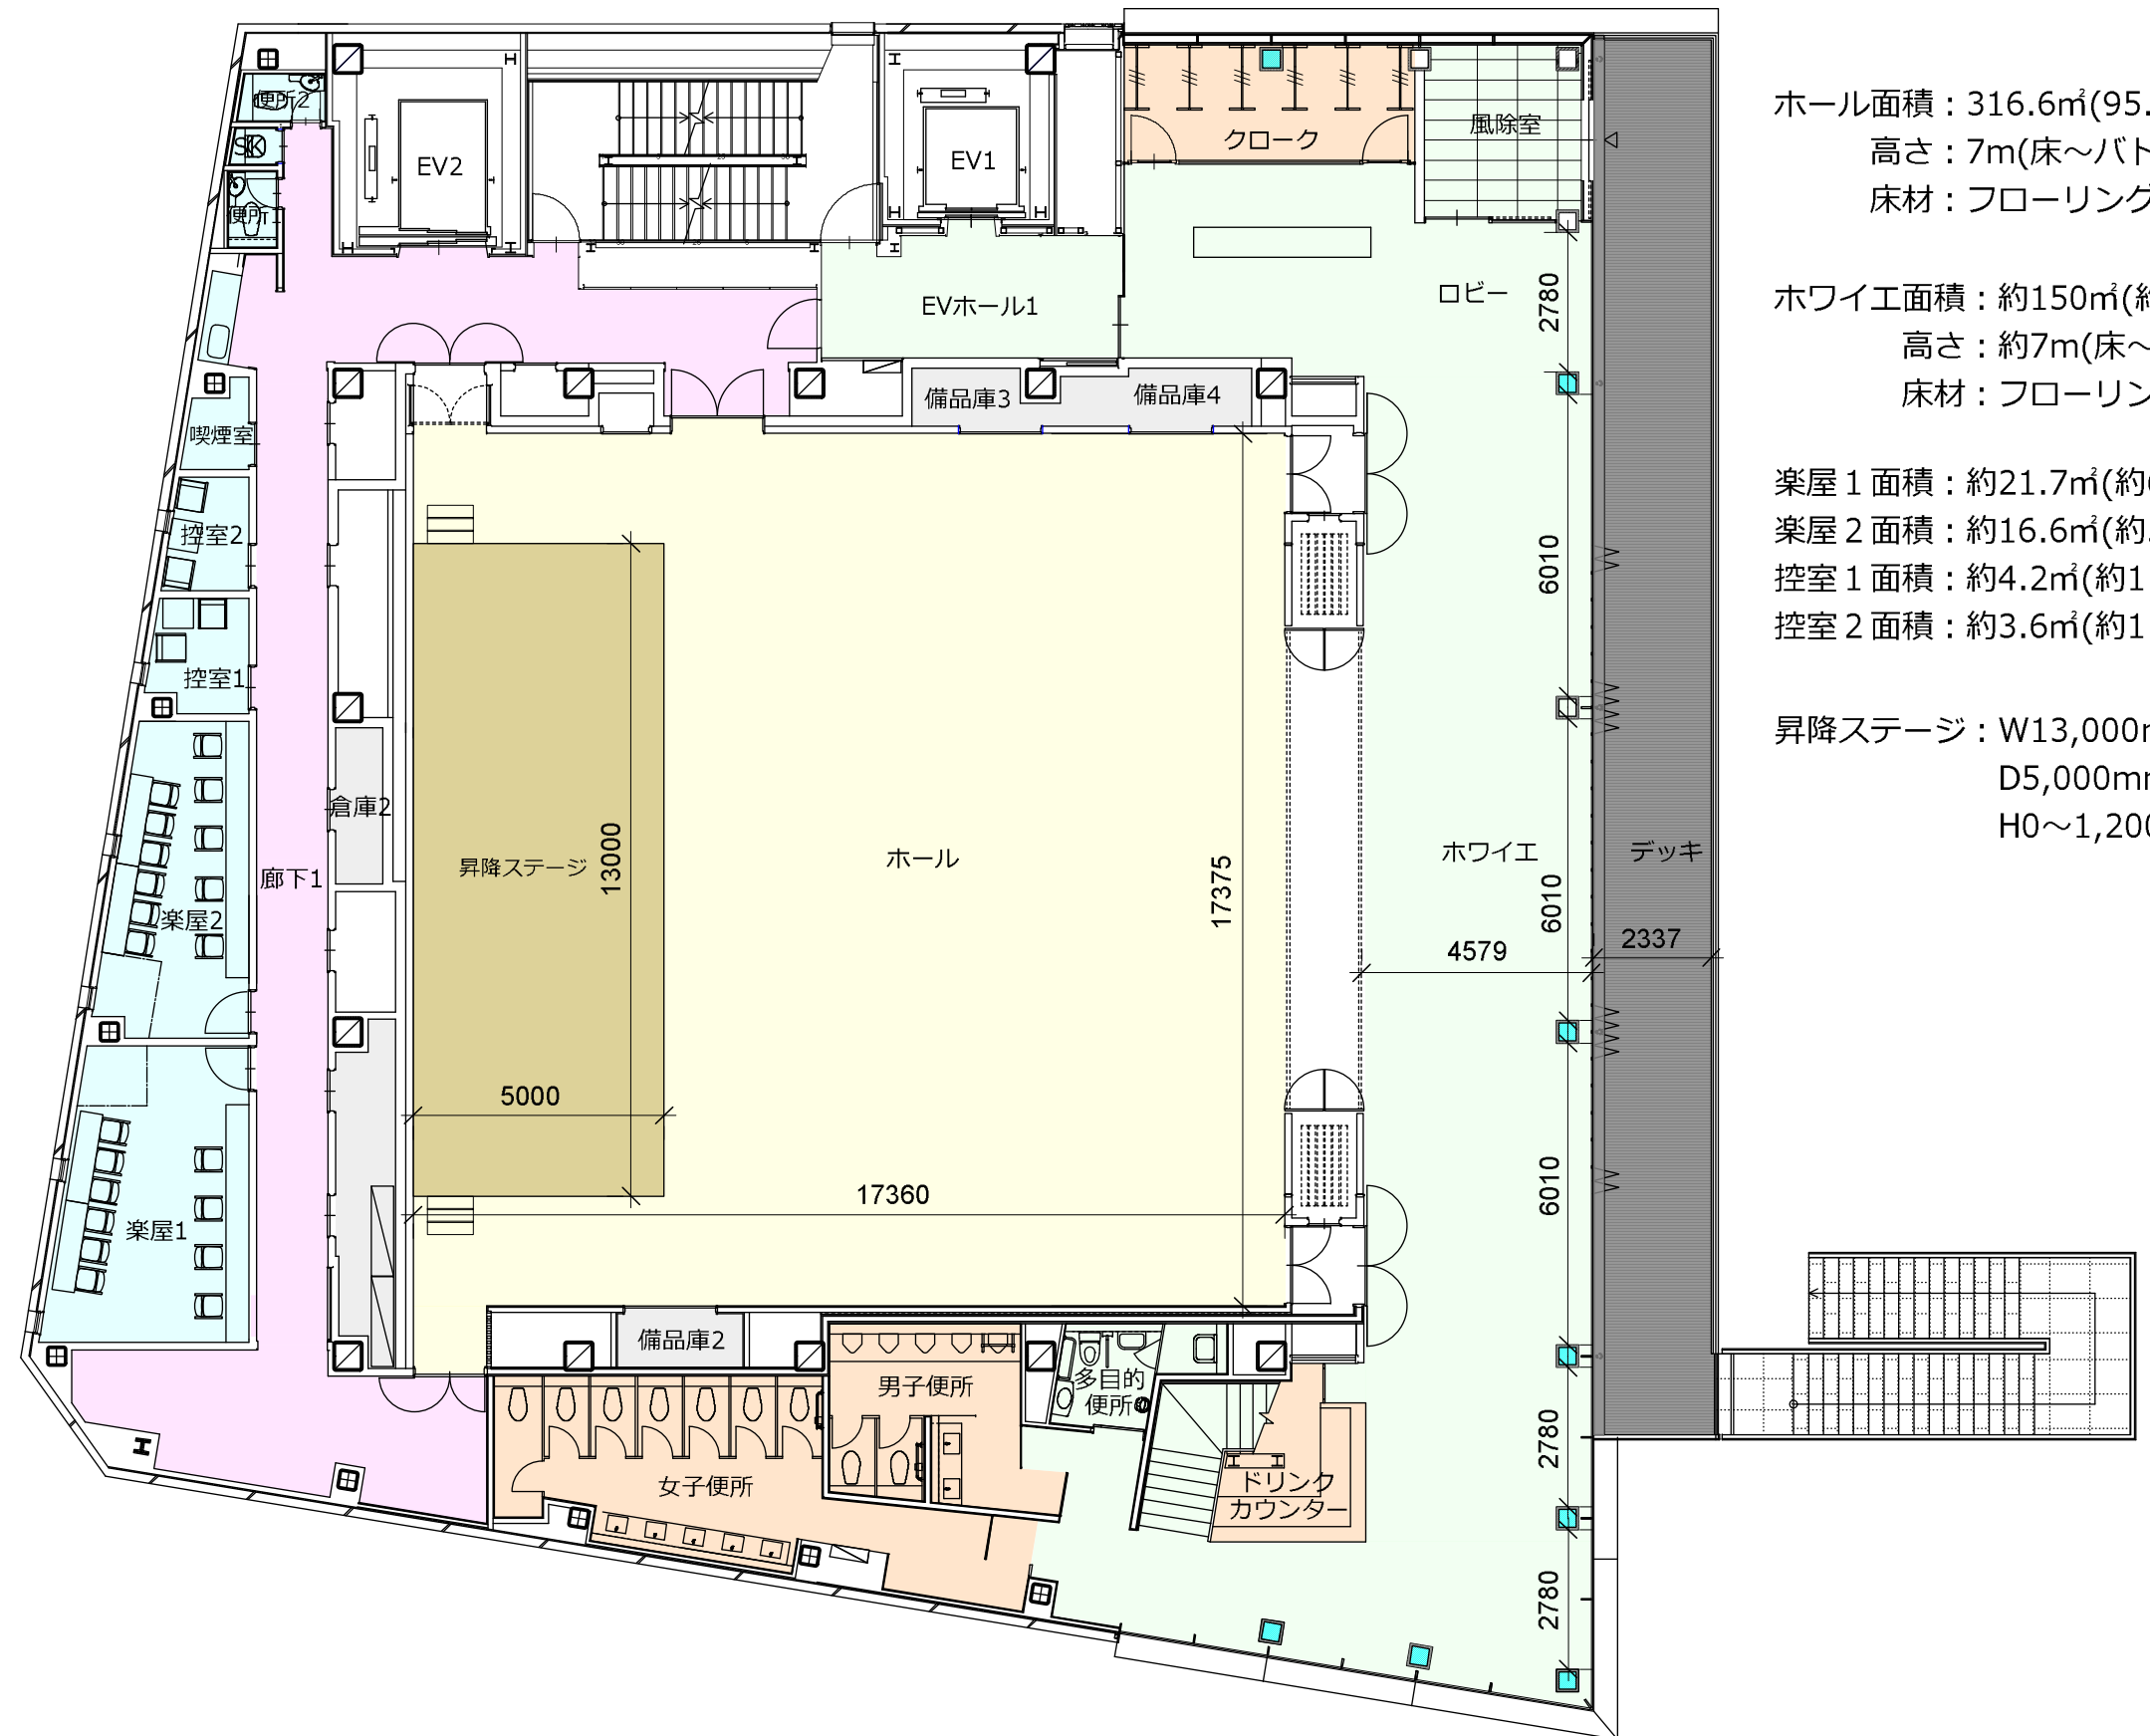 ホール面積：316.6㎡(95.
高さ：7m(床～バト
床材：フローリング
ホワイエ面積：約150㎡(約
高さ：約7m(床～
床材：フローリン
楽屋１面積：約21.7㎡(約
楽屋２面積：約16.6㎡(約
控室１面積：約4.2㎡(約1
控室２面積：約3.6㎡(約1
昇降ステージ：W13,000m
D5,000mm
H0～1,200
便所2
SK
便所
EV2
EV1
クローク
風除室
EVホール1
ロビー
2780
備品庫3
備品庫4
喫煙室
控室2
控室1
6010
倉庫2
廊下1
楽屋2
昇降ステージ
13000
ホール
17375
ホワイエ
デッキ
6010
4579
2337
5000
17360
6010
楽屋1
備品庫2
男子便所
多目的
便所
女子便所
ドリンク
カウンター
2780
2780